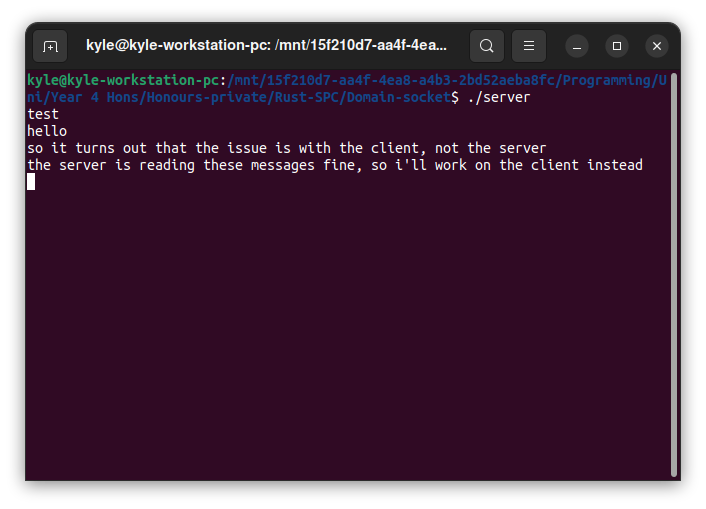 kyle@kyle-workstation-pc: /mnt/15f210d7-aa4f-4ea...
kyle@kyle-workstation-pc:/mnt/15f210d7-aa4f-4ea8-a4b3-2bd52aeba8fc/Programming/U
ni/Year 4 Hons/Honours-private/Rust-SPC/Domain-socket$ ./server
test
hello
so it turns out that the issue is with the client, not the server
the server is reading these messages fine, so i'll work on the client instead